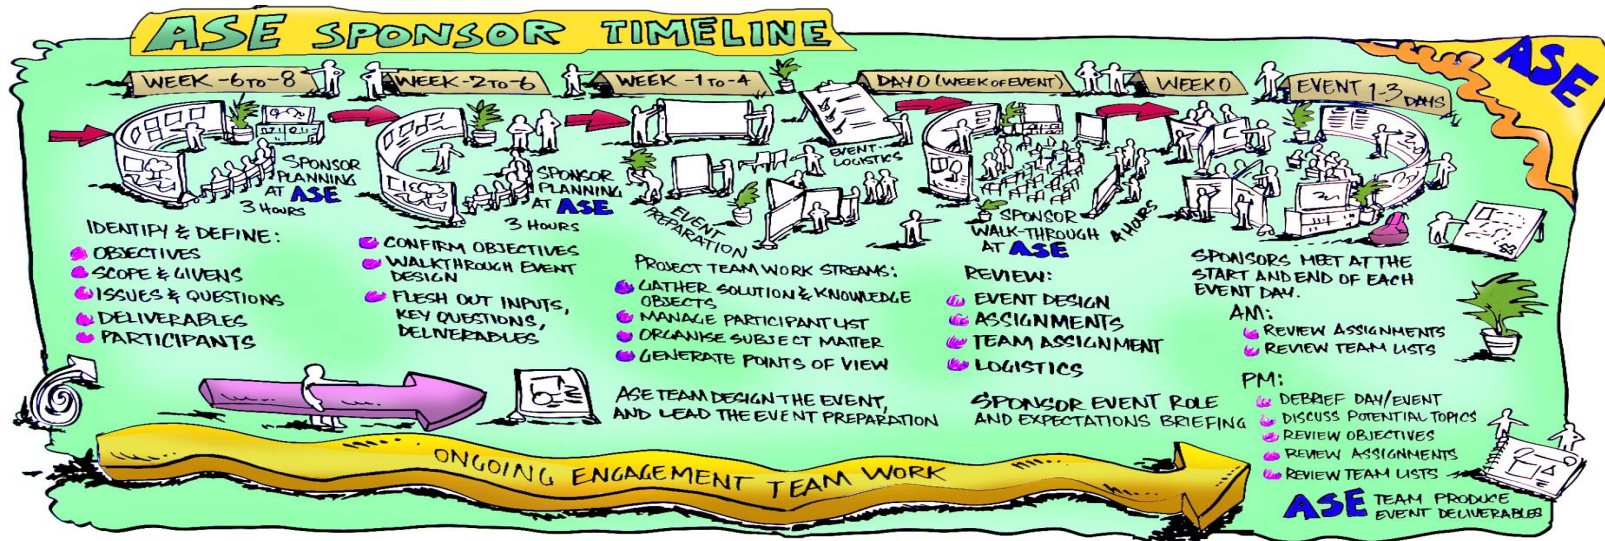 ASE SPONSOR TIMELINE
ASE
WEEK -6 TO -8
WEEK -2 TO -6
WEEK -1 TO -4
DAY 0 (WEEK OF EVENT)
WEEK 0
EVENT 1-3 DAYS
SPONSOR
PLANNING
AT ASE
3 HOURS
IDENTIFY & DEFINE:
OBJECTIVES
SCOPE & GIVENS
ISSUES & QUESTIONS
DELIVERABLES
PARTICIPANTS
SPONSOR
PLANNING
AT ASE
3 HOURS
CONFIRM OBJECTIVES
WALKTHROUGH EVENT
DESIGN
FLESH OUT INPUTS,
KEY QUESTIONS,
DELIVERABLES
EVENT
PREPARATION
EVENT-
LOGISTICS
PROJECT TEAM WORK STREAMS:
GATHER SOLUTION & KNOWLEDGE
OBJECTS
MANAGE PARTICIPANT LIST
ORGANISE SUBJECT MATTER
GENERATE POINTS OF VIEW
ASE TEAM DESIGN THE EVENT,
AND LEAD THE EVENT PREPARATION
SPONSOR
WALK-THROUGH
AT ASE
4 HOURS
REVIEW:
EVENT DESIGN
ASSIGNMENTS
TEAM ASSIGNMENT
LOGISTICS
SPONSOR EVENT ROLE
AND EXPECTATIONS BRIEFING
SPONSORS MEET AT THE
START AND END OF EACH
EVENT DAY.
AM:
REVIEW ASSIGNMENTS
REVIEW TEAM LISTS
PM:
DEBRIEF DAY/EVENT
DISCUSS POTENTIAL TOPICS
REVIEW OBJECTIVES
REVIEW ASSIGNMENTS
REVIEW TEAM LISTS
ASE TEAM PRODUCE
EVENT DELIVERABLES
ONGOING ENGAGEMENT TEAM WORK